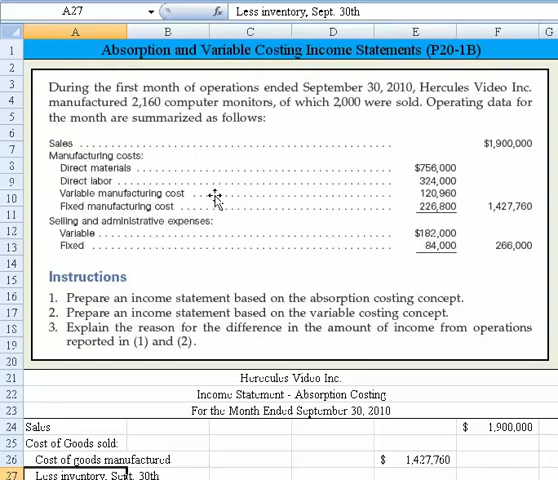 A27 fx Less inventory, Sept. 30th
A B C D E F G
1 Absorption and Variable Costing Income Statements (P20-1B)
2
3 During the first month of operations ended September 30, 2010, Hercules Video Inc.
4 manufactured 2,160 computer monitors, of which 2,000 were sold. Operating data for
5 the month are summarized as follows:
6
7 Sales . . . . . . . . . . . . . . . . . . . . . . . . . . . . . . . . . . . . . . . $1,900,000
Manufacturing costs:
8 Direct materials . . . . . . . . . . . . . . . . . . . . . . . . . . . . . . . . $756,000
9 Direct labor . . . . . . . . . . . . . . . . . . . . . . . . . . . . . . . . . . . 324,000
10 Variable manufacturing cost . . . . . . . . . . . . . . . . . . . . . . . 120,960
11 Fixed manufacturing cost . . . . . . . . . . . . . . . . . . . . . . . . . 226,800 1,427,760
Selling and administrative expenses:
12 Variable . . . . . . . . . . . . . . . . . . . . . . . . . . . . . . . . . . . . . . $182,000
13 Fixed . . . . . . . . . . . . . . . . . . . . . . . . . . . . . . . . . . . . . . . . 84,000 266,000
14
15 Instructions
16 1. Prepare an income statement based on the absorption costing concept.
17 2. Prepare an income statement based on the variable costing concept.
18 3. Explain the reason for the difference in the amount of income from operations
19 reported in (1) and (2).
20
21 Herecules Video Inc.
22 Income Statement - Absorption Costing
23 For the Month Ended September 30, 2010
24 Sales $ 1,900,000
25 Cost of Goods sold:
26 Cost of goods manufactured $ 1,427,760
27 Less inventory, Sept. 30th